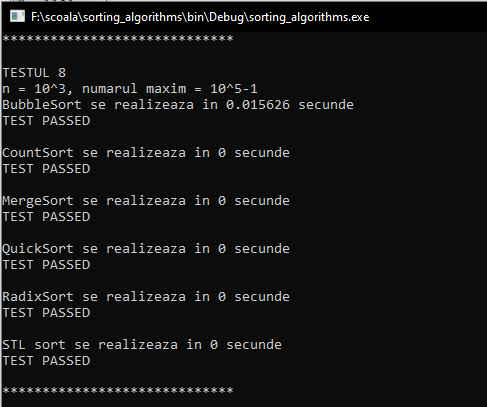 F:\scoala\sorting_algorithms\bin\Debug\sorting_algorithms.exe
*****************************
TESTUL 8
n = 10^3, numarul maxim = 10^5-1
BubbleSort se realizeaza in 0.015626 secunde
TEST PASSED
CountSort se realizeaza in 0 secunde
TEST PASSED
MergeSort se realizeaza in 0 secunde
TEST PASSED
QuickSort se realizeaza in 0 secunde
TEST PASSED
RadixSort se realizeaza in 0 secunde
TEST PASSED
STL sort se realizeaza in 0 secunde
TEST PASSED
*****************************